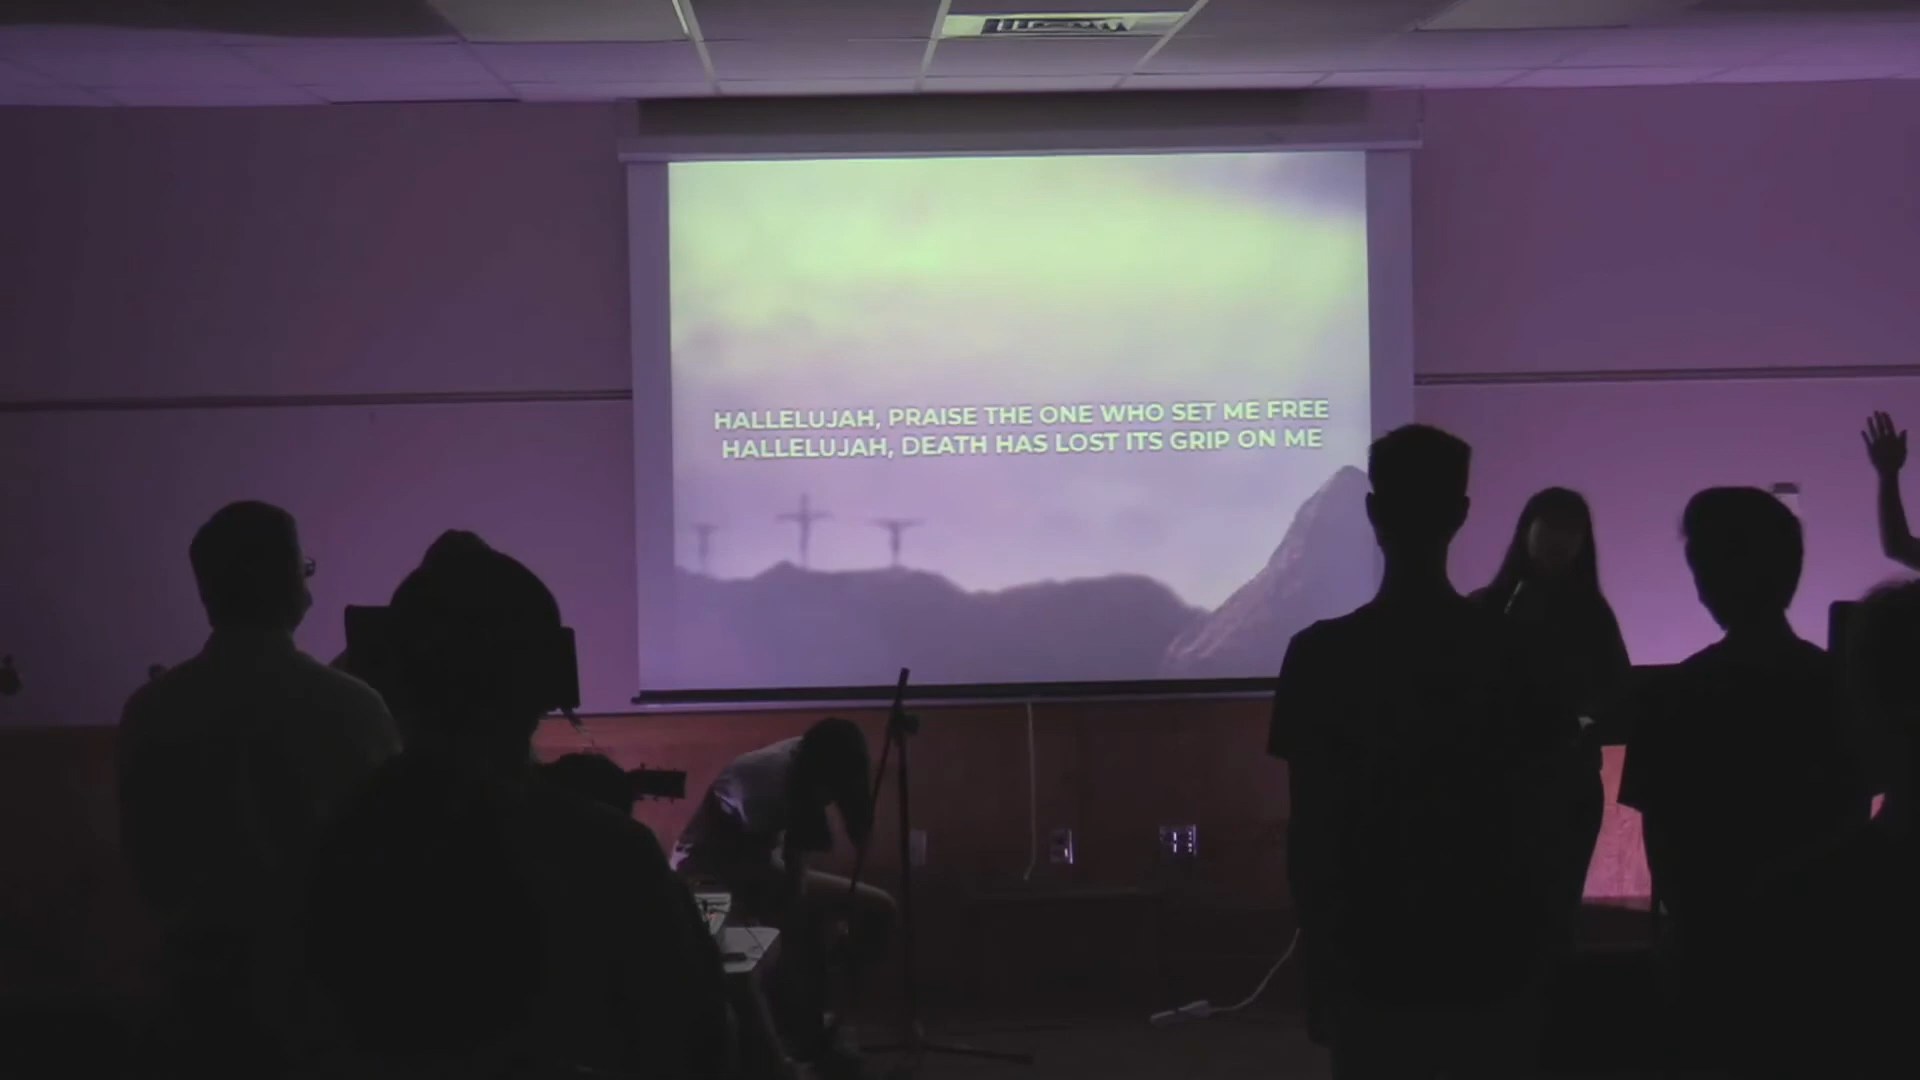 HALLELUJAH, PRAISE THE ONE WHO SET ME FREE
HALLELUJAH, DEATH HAS LOST ITS GRIP ON ME